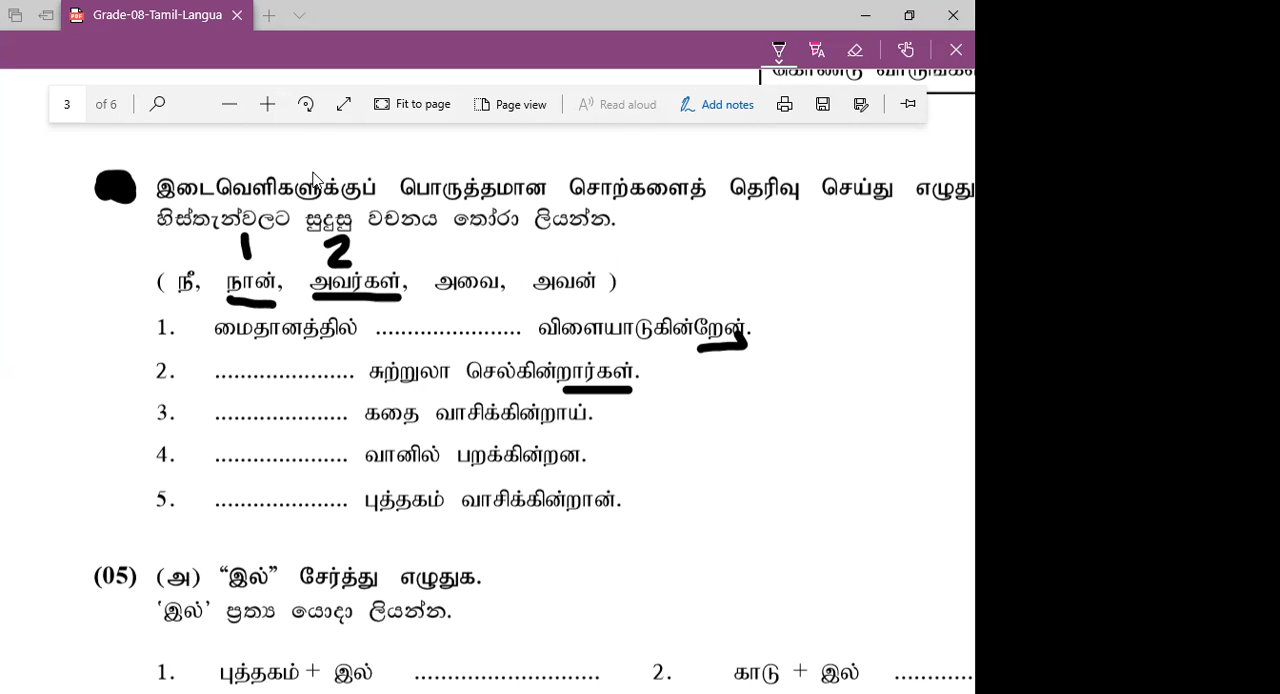 Grade-08-Tamil-Langua
3 of 6 Fit to page Page view Read aloud Add notes
இடைவெளிகளுக்குப் பொருத்தமான சொற்களைத் தெரிவு செய்து எழுது
හිස්තැන්වලට සුදුසු වචනය තෝරා ලියන්න.
1 2
( நீ, நான், அவர்கள், அவை, அவன் )
1. மைதானத்தில் ...................... விளையாடுகின்றேன்.
2. ..................... சுற்றுலா செல்கின்றார்கள்.
3. .................... கதை வாசிக்கின்றாய்.
4. .................... வானில் பறக்கின்றன.
5. .................... புத்தகம் வாசிக்கின்றான்.
(05) (அ) “இல்” சேர்த்து எழுதுக.
‘இல்’ ප්‍රත්‍ය යොදා ලියන්න.
1. புத்தகம் + இல் ............................ 2. காடு + இல் ............